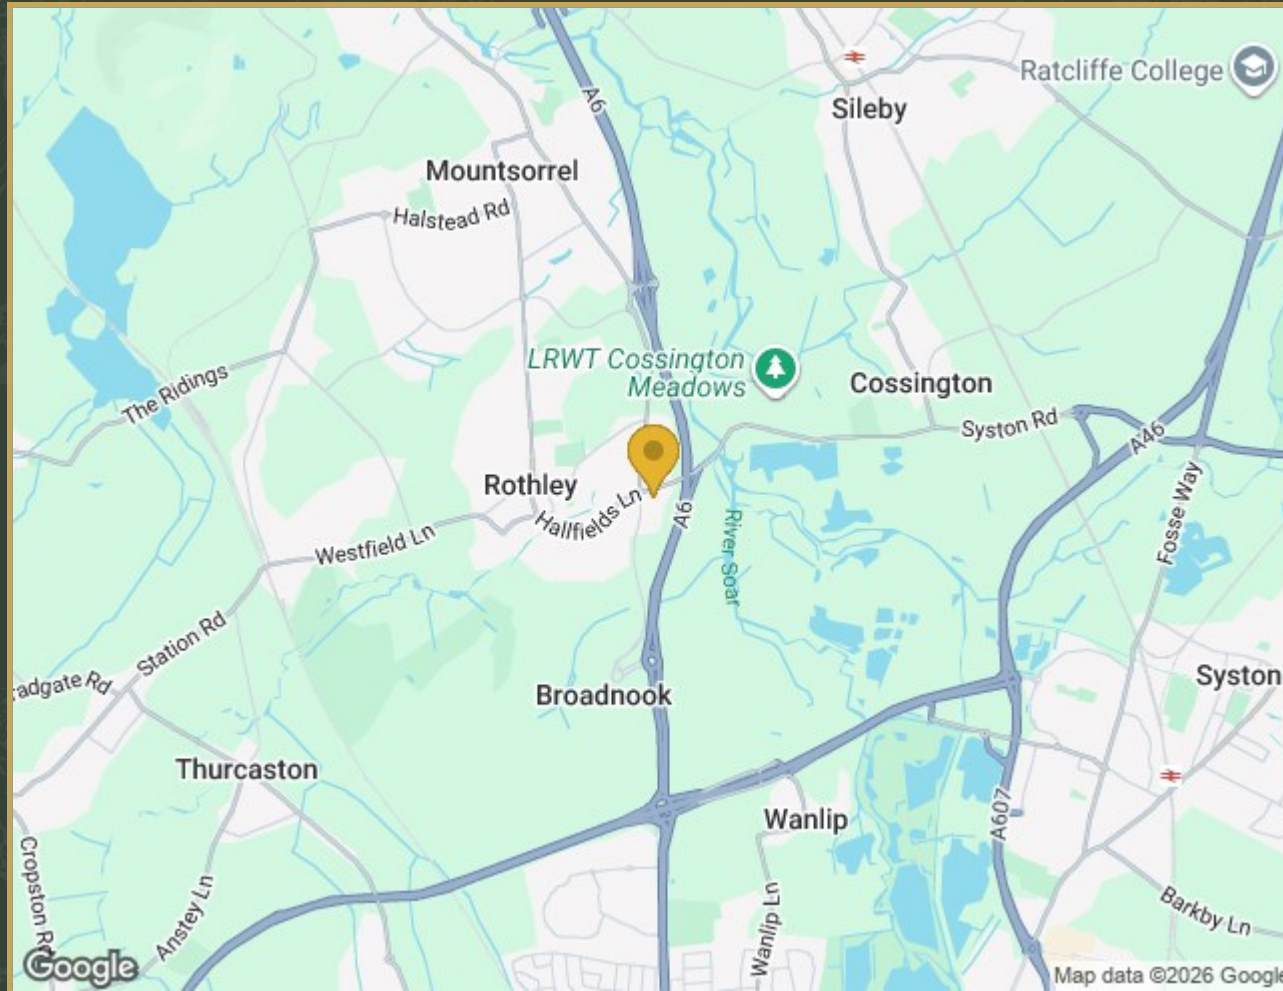 A6
Ratcliffe College
Sileby
Mountsorrel
Halstead Rd
LRWT Cossington
Meadows
Cossington
The Ridings
Syston Rd
A46
Rothley
Hallfields Ln
A6
Fosse Way
Westfield Ln
River Soar
Station Rd
radgate Rd
Broadnook
Syston
Thurcaston
Wanlip
A607
Cropston Rd
Anstey Ln
Wanlip Ln
Barkby Ln
Google
Map data ©2026 Google